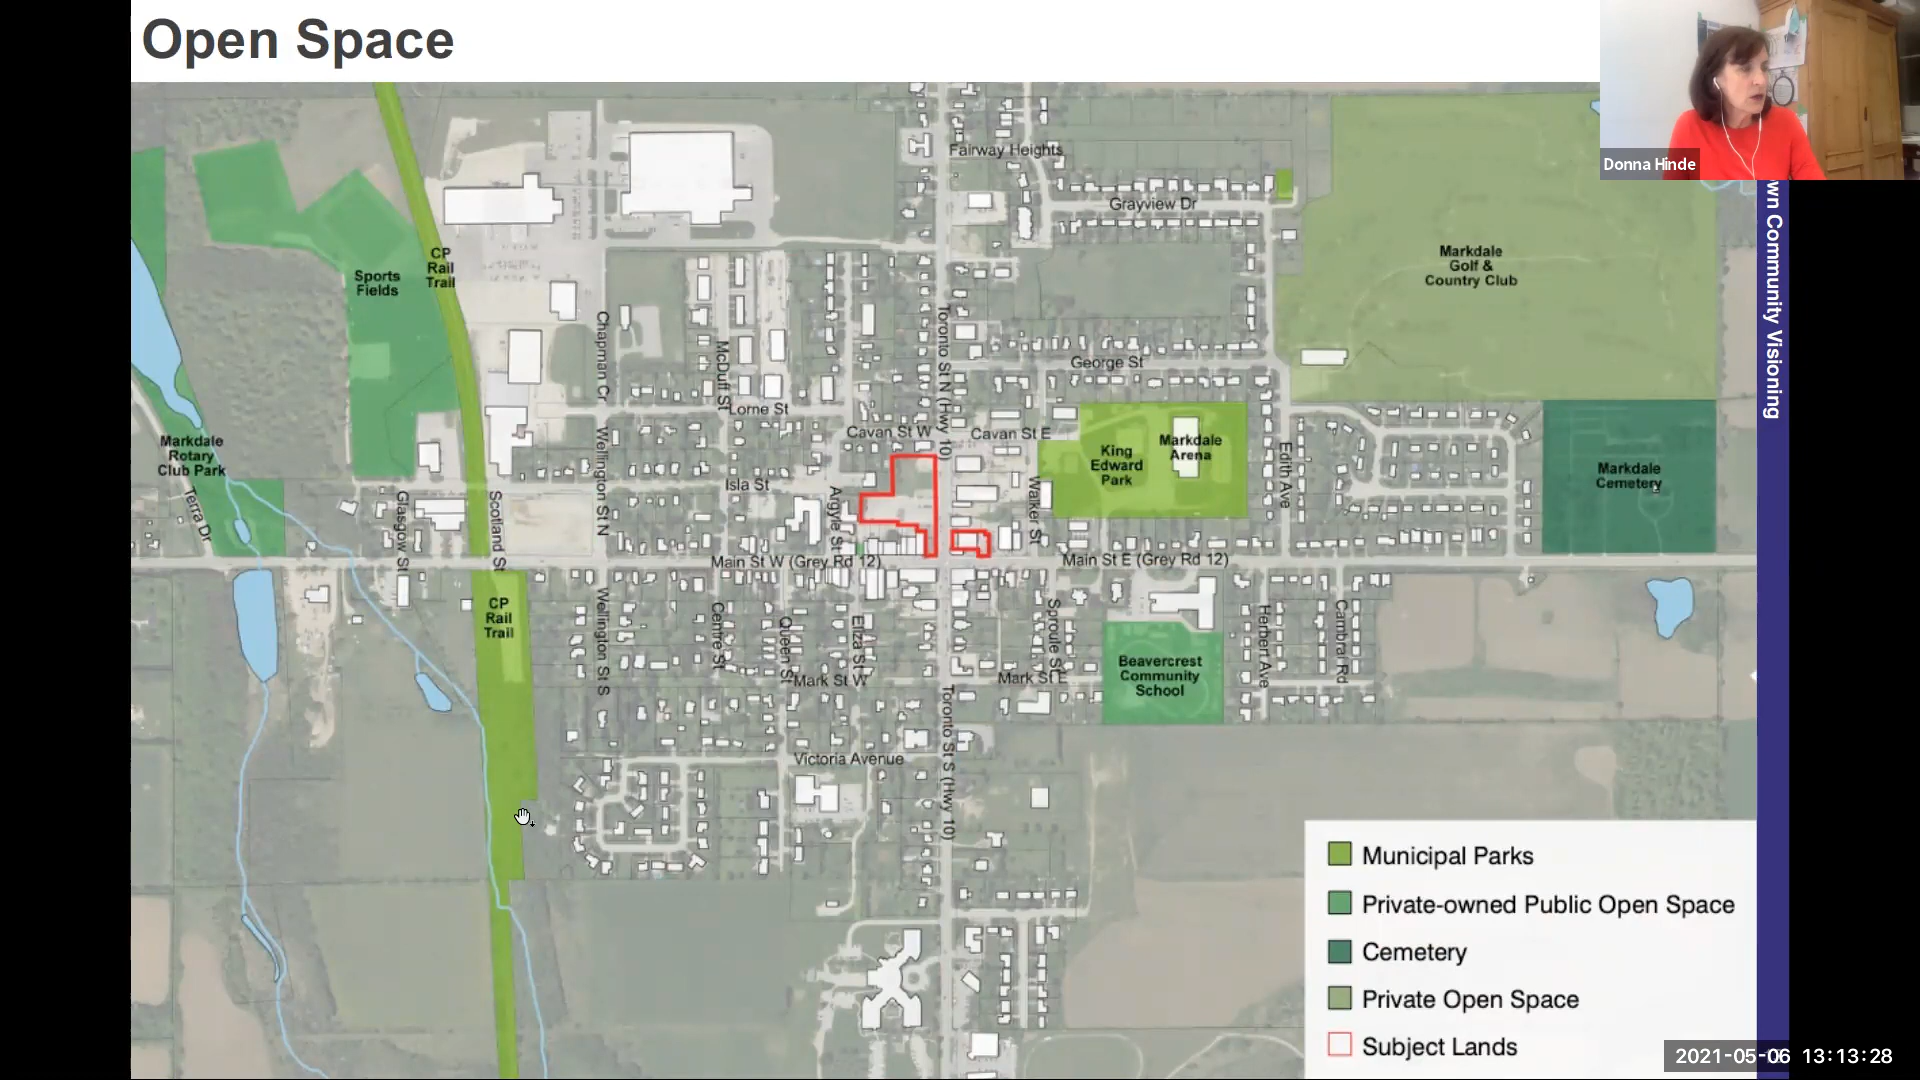 Open Space
Donna Hinde
own Community Visioning
Fairway Heights
Grayview Dr
Markdale
Golf &
Country Club
CP
Rail
Trail
Sports
Fields
Chapman Cr
McDuff St
Toronto St N (Hwy 10)
George St
Lorne St
Cavan St W
Cavan St E
King
Edward
Park
Markdale
Arena
Edith Ave
Markdale
Cemetery
Markdale
Rotary
Club Park
Terra Dr
Glasgow St
Scotland St
Wellington St N
Isla St
Argyle St
Walker St
Main St W (Grey Rd 12)
Main St E (Grey Rd 12)
CP
Rail
Trail
Wellington St S
Centre St
Queen St
Eliza St
Mark St W
Sproule St
Mark St E
Beavercrest
Community
School
Herbert Ave
Cambrai Rd
Toronto St S (Hwy 10)
Victoria Avenue
Municipal Parks
Private-owned Public Open Space
Cemetery
Private Open Space
Subject Lands
2021-05-06 13:13:28